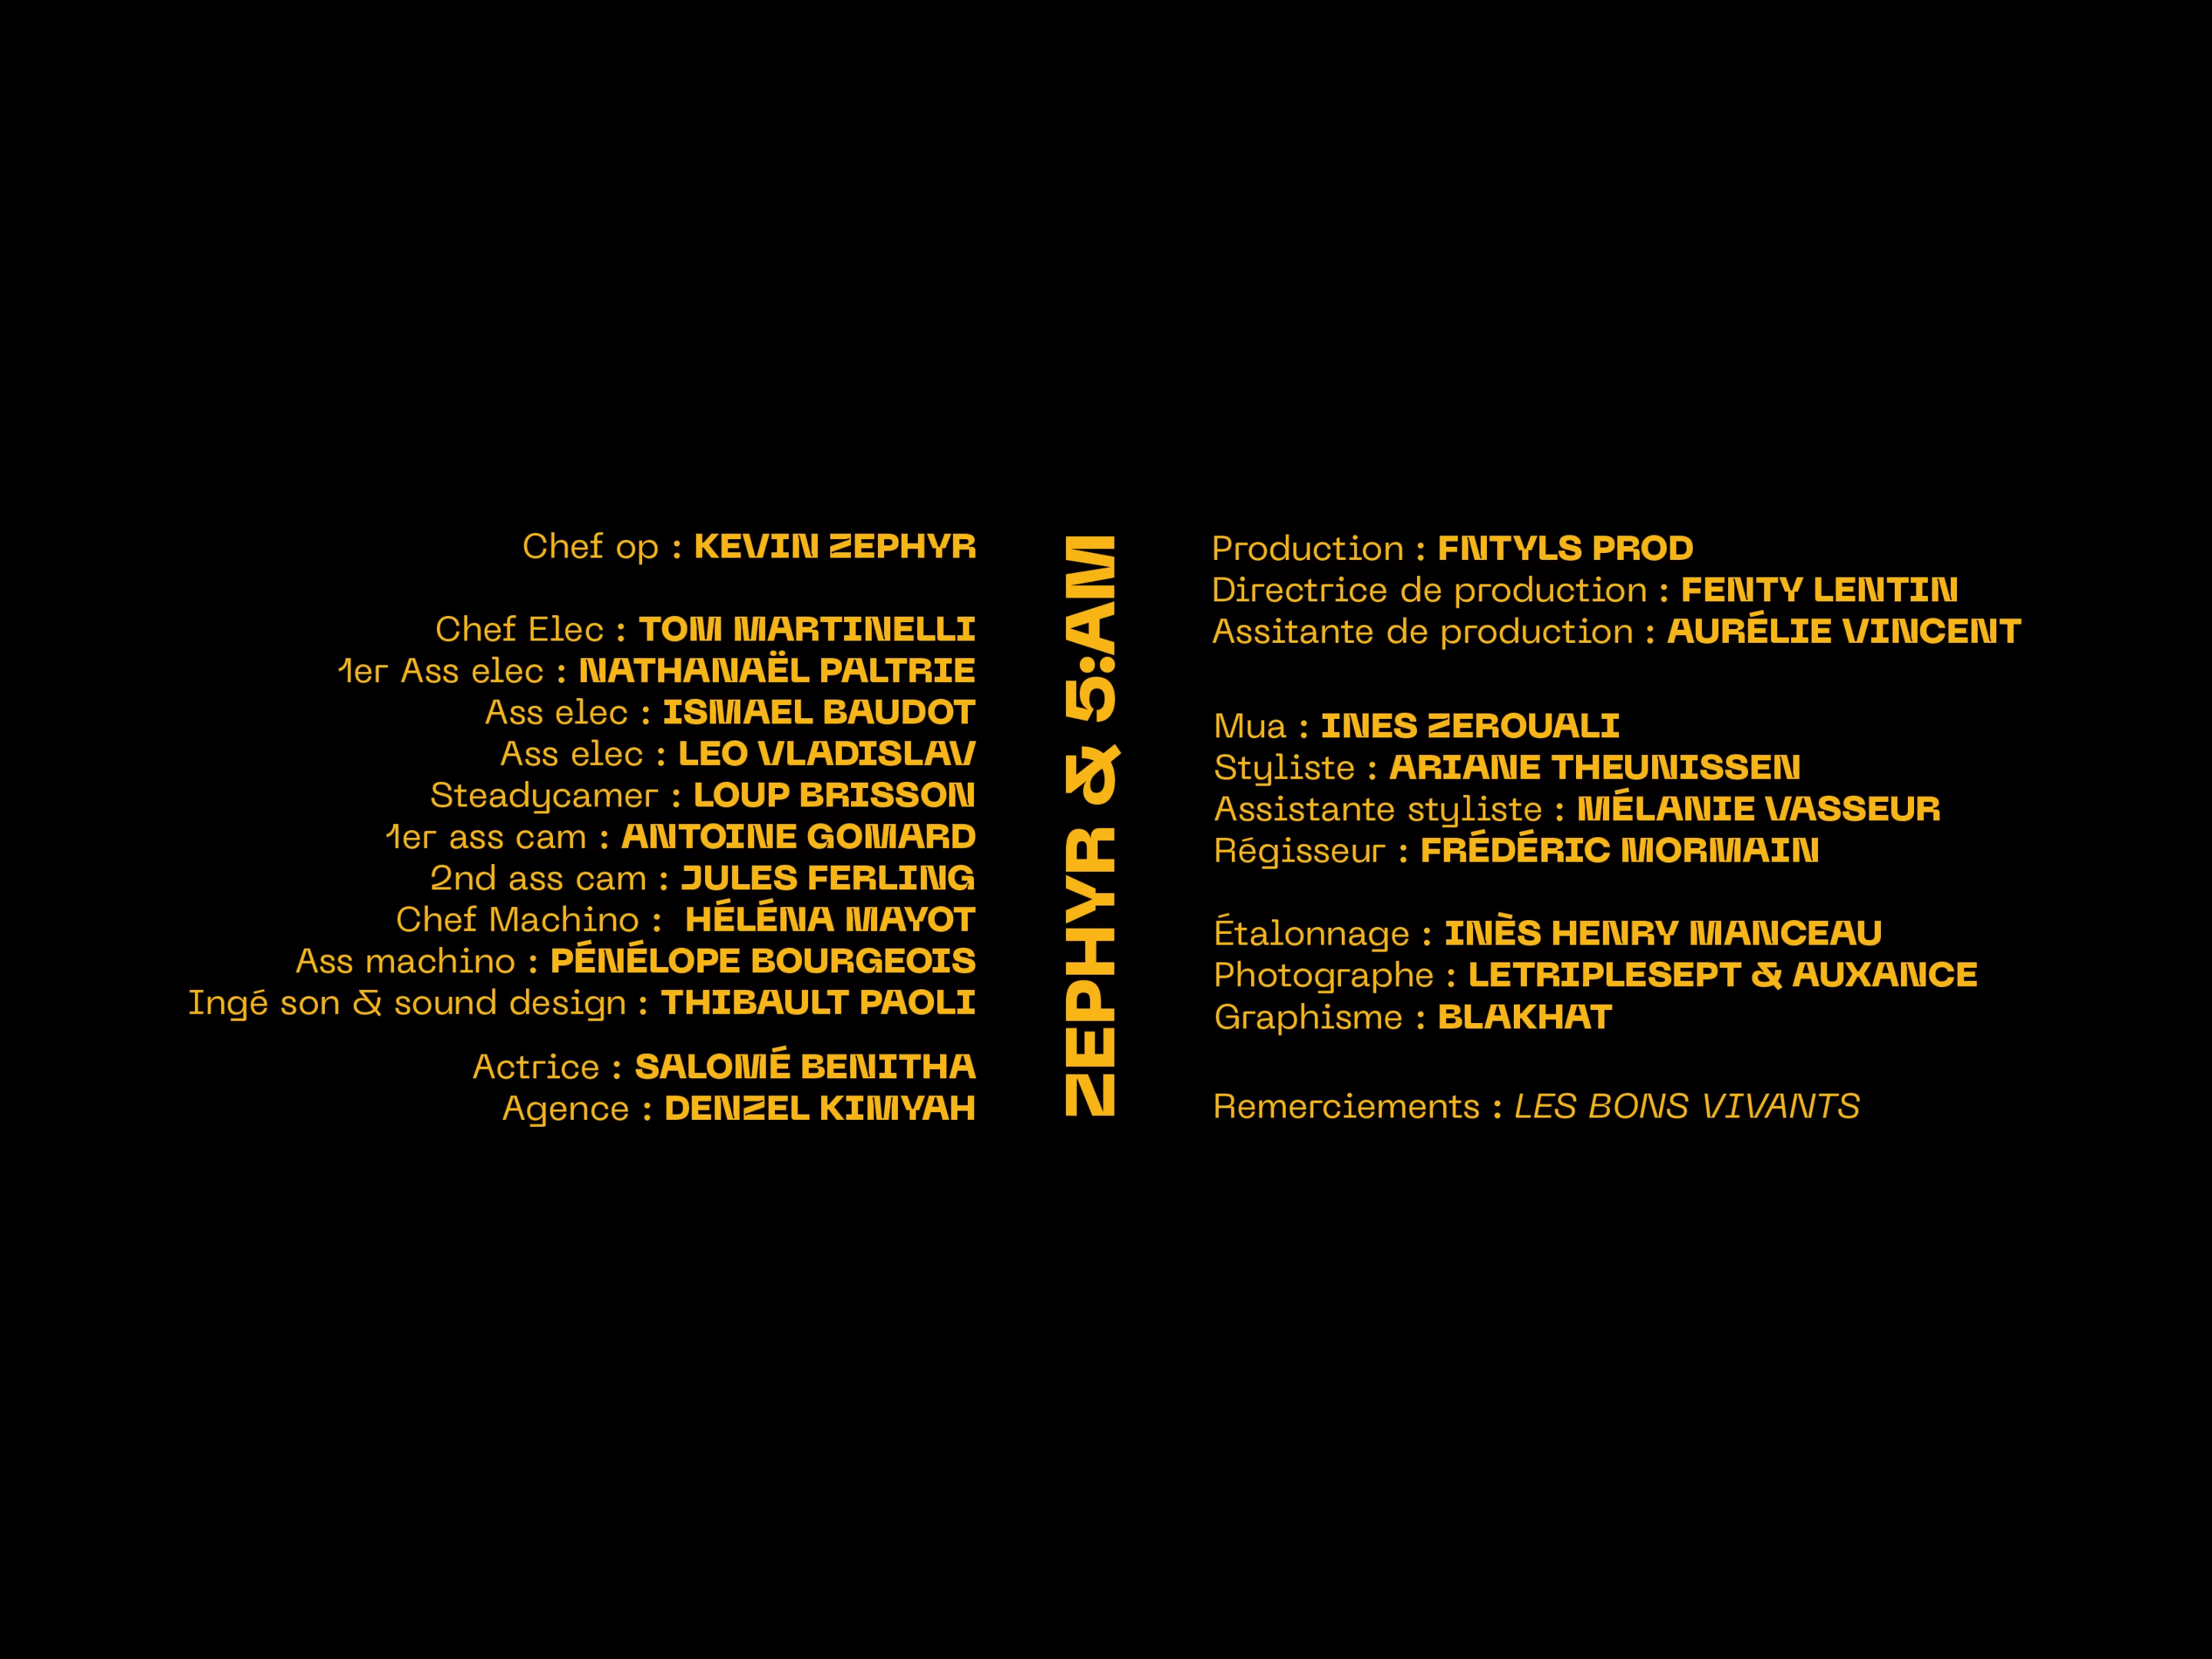 Chef op : KEVIN ZEPHYR
Chef Elec : TOM MARTINELLI
1er Ass elec : NATHANAËL PALTRIE
Ass elec : ISMAEL BAUDOT
Ass elec : LEO VLADISLAV
Steadycamer : LOUP BRISSON
1er ass cam : ANTOINE GOMARD
2nd ass cam : JULES FERLING
Chef Machino : HÉLÉNA MAYOT
Ass machino : PÉNÉLOPE BOURGEOIS
Ingé son & sound design : THIBAULT PAOLI
Actrice : SALOMÉ BENITHA
Agence : DENZEL KIMYAH
ZEPHYR & 5:AM
Production : FNTYLS PROD
Directrice de production : FENTY LENTIN
Assitante de production : AURÉLIE VINCENT
Mua : INES ZEROUALI
Styliste : ARIANE THEUNISSEN
Assistante styliste : MÉLANIE VASSEUR
Régisseur : FRÉDÉRIC MORMAIN
Étalonnage : INÈS HENRY MANCEAU
Photographe : LETRIPLESEPT & AUXANCE
Graphisme : BLAKHAT
Remerciements : LES BONS VIVANTS